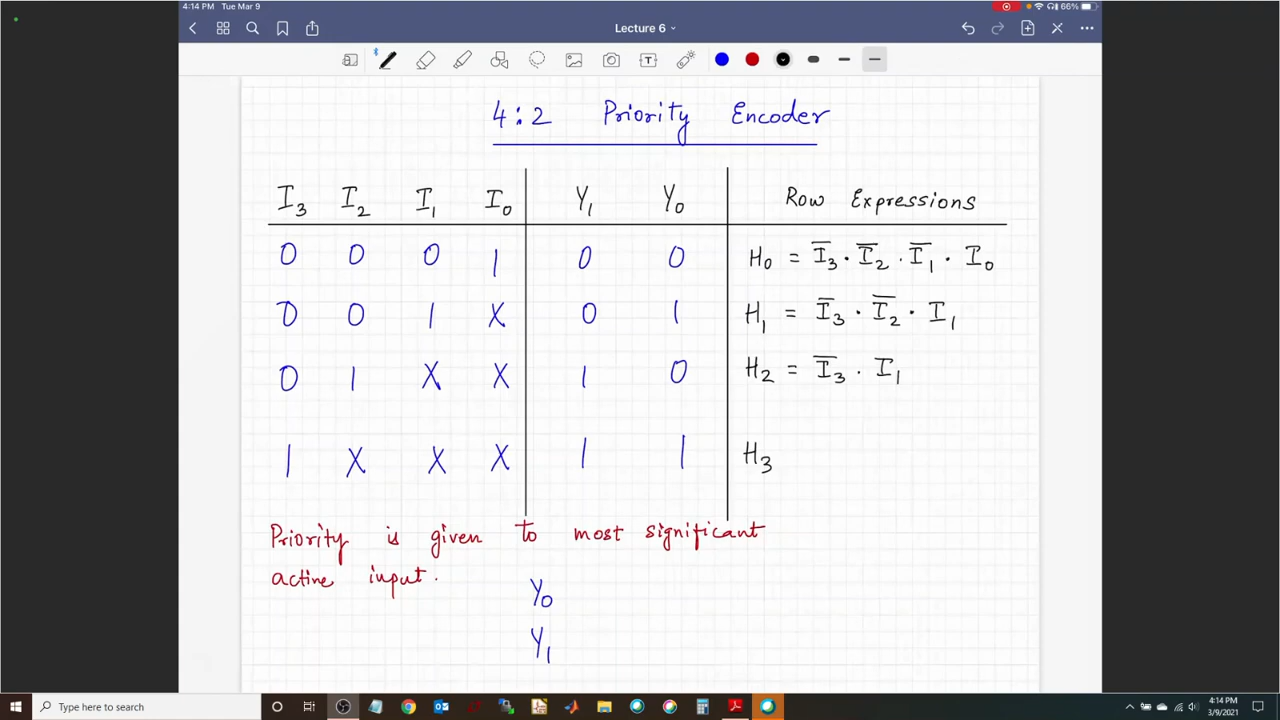 4:14 PM Tue Mar 9 66%
Lecture 6
4:2 Priority Encoder
I₃ I₂ I₁ I₀ Y₁ Y₀ Row Expressions
0 0 0 1 0 0 H₀ = I̅₃ · I̅₂ · I̅₁ · I₀
0 0 1 X 0 1 H₁ = I̅₃ · I̅₂ · I₁
0 1 X X 1 0 H₂ = I̅₃ · I₁
1 X X X 1 1 H₃
Priority is given to most significant
active input.
Y₀
Y₁
Type here to search
4:14 PM
3/9/2021